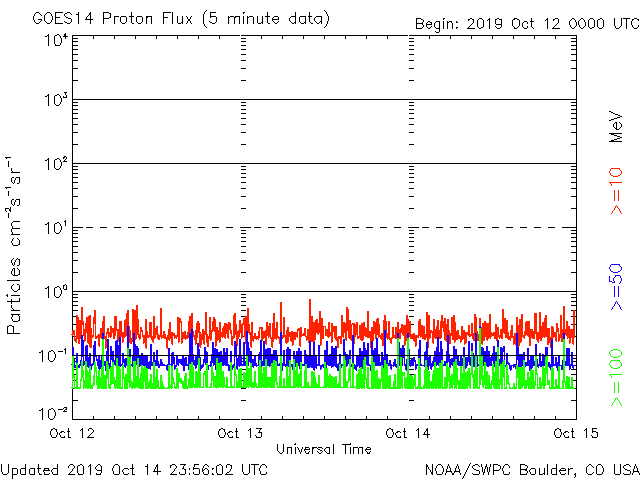 GOES14 Proton Flux (5 minute data)
Begin: 2019 Oct 12 0000 UTC
10⁴
10³
10²
10¹
10⁰
10⁻¹
10⁻²
Particles cm⁻²s⁻¹sr⁻¹
MeV
>=10
>=50
>=100
Oct 12
Oct 13
Oct 14
Oct 15
Universal Time
Updated 2019 Oct 14 23:56:02 UTC
NOAA/SWPC Boulder, CO USA